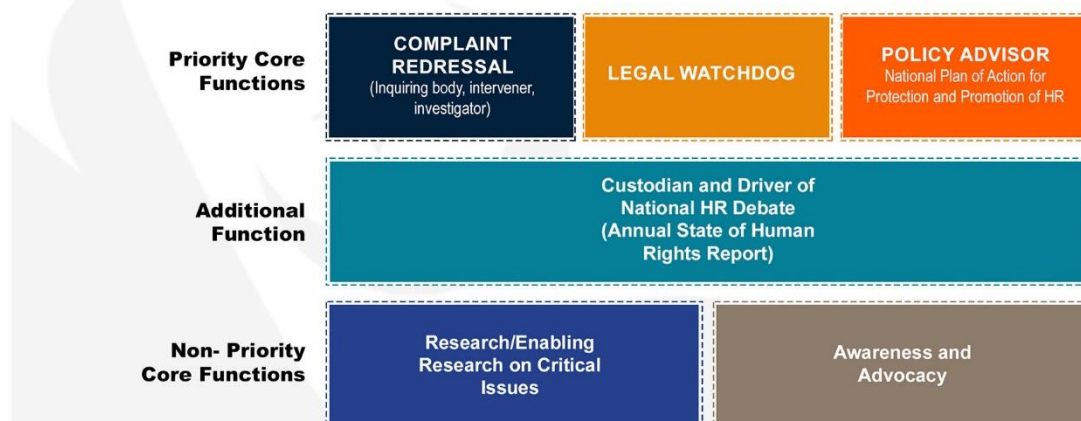 Priority Core
Functions
COMPLAINT
REDRESSAL
(Inquiring body, intervener,
investigator)
LEGAL WATCHDOG
POLICY ADVISOR
National Plan of Action for
Protection and Promotion of HR
Additional
Function
Custodian and Driver of
National HR Debate
(Annual State of Human
Rights Report)
Non- Priority
Core Functions
Research/Enabling
Research on Critical
Issues
Awareness and
Advocacy